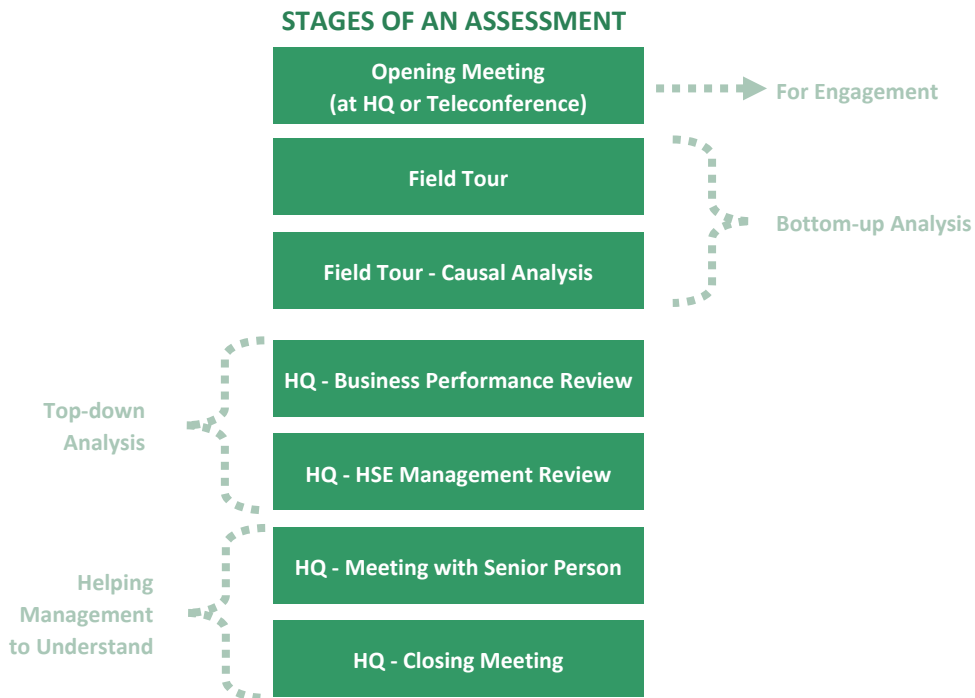 STAGES OF AN ASSESSMENT
Opening Meeting
(at HQ or Teleconference)
For Engagement
Field Tour
Bottom-up Analysis
Field Tour - Causal Analysis
HQ - Business Performance Review
Top-down
Analysis
HQ - HSE Management Review
HQ - Meeting with Senior Person
Helping
Management
to Understand
HQ - Closing Meeting